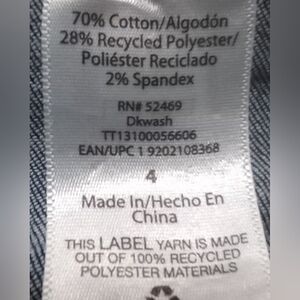 70% Cotton/Algodón
28% Recycled Polyester/
Poliéster Reciclado
2% Spandex
RN# 52469
Dkwash
TT13100056606
EAN/UPC 1 9202108368
4
Made In/Hecho En
China
THIS LABEL YARN IS MADE
OUT OF 100% RECYCLED
POLYESTER MATERIALS